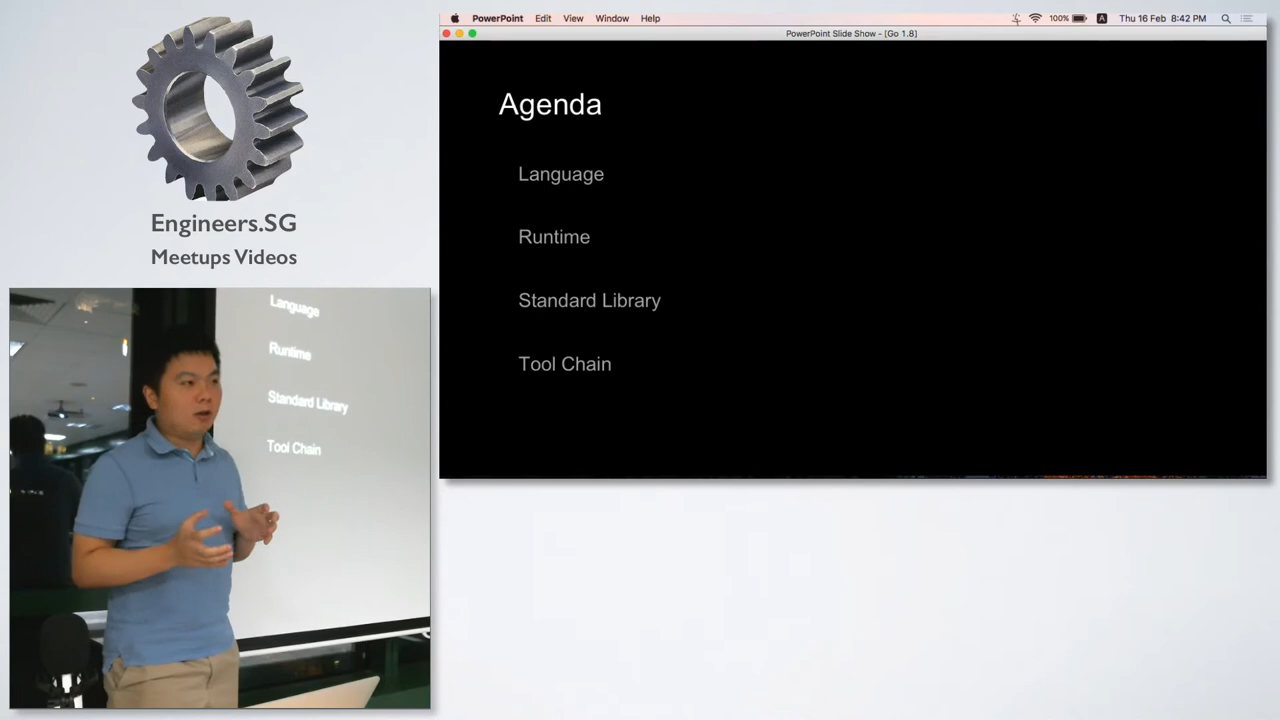 Engineers.SG
Meetups Videos
Language
Runtime
Standard Library
Tool Chain
PowerPoint Edit View Window Help
100% A Thu 16 Feb 8:42 PM
PowerPoint Slide Show - [Go 1.8]
Agenda
Language
Runtime
Standard Library
Tool Chain